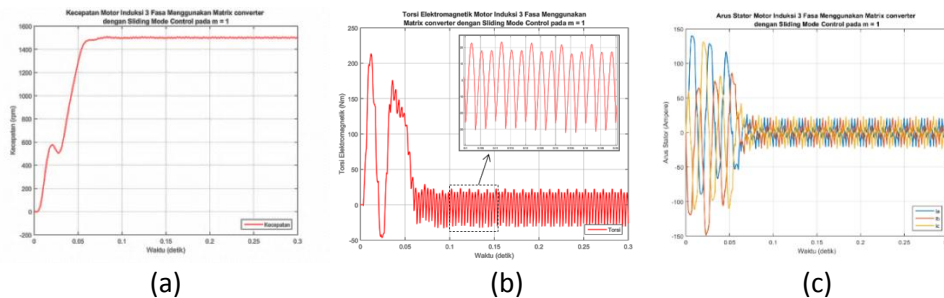 Kecepatan Motor Induksi 3 Fasa Menggunakan Matrix converter
dengan Sliding Mode Control pada m = 1
1600
1400
1200
1000
800
600
400
200
0
-200
Kecepatan (rpm)
0
0.05
0.1
0.15
0.2
0.25
0.3
Waktu (detik)
Kecepatan
(a)
Torsi Elektromagnetik Motor Induksi 3 Fasa Menggunakan
Matrix converter dengan Sliding Mode Control pada m = 1
250
200
150
100
50
0
-50
Torsi Elektromagnetik (Nm)
0
0.05
0.1
0.15
0.2
0.25
0.3
Waktu (detik)
Torsi
(b)
Arus Stator Motor Induksi 3 Fasa Menggunakan Matrix converter
dengan Sliding Mode Control pada m = 1
150
100
50
0
-50
-100
-150
Arus Stator (Ampere)
0
0.05
0.1
0.15
0.2
0.25
0.3
Waktu (detik)
(c)